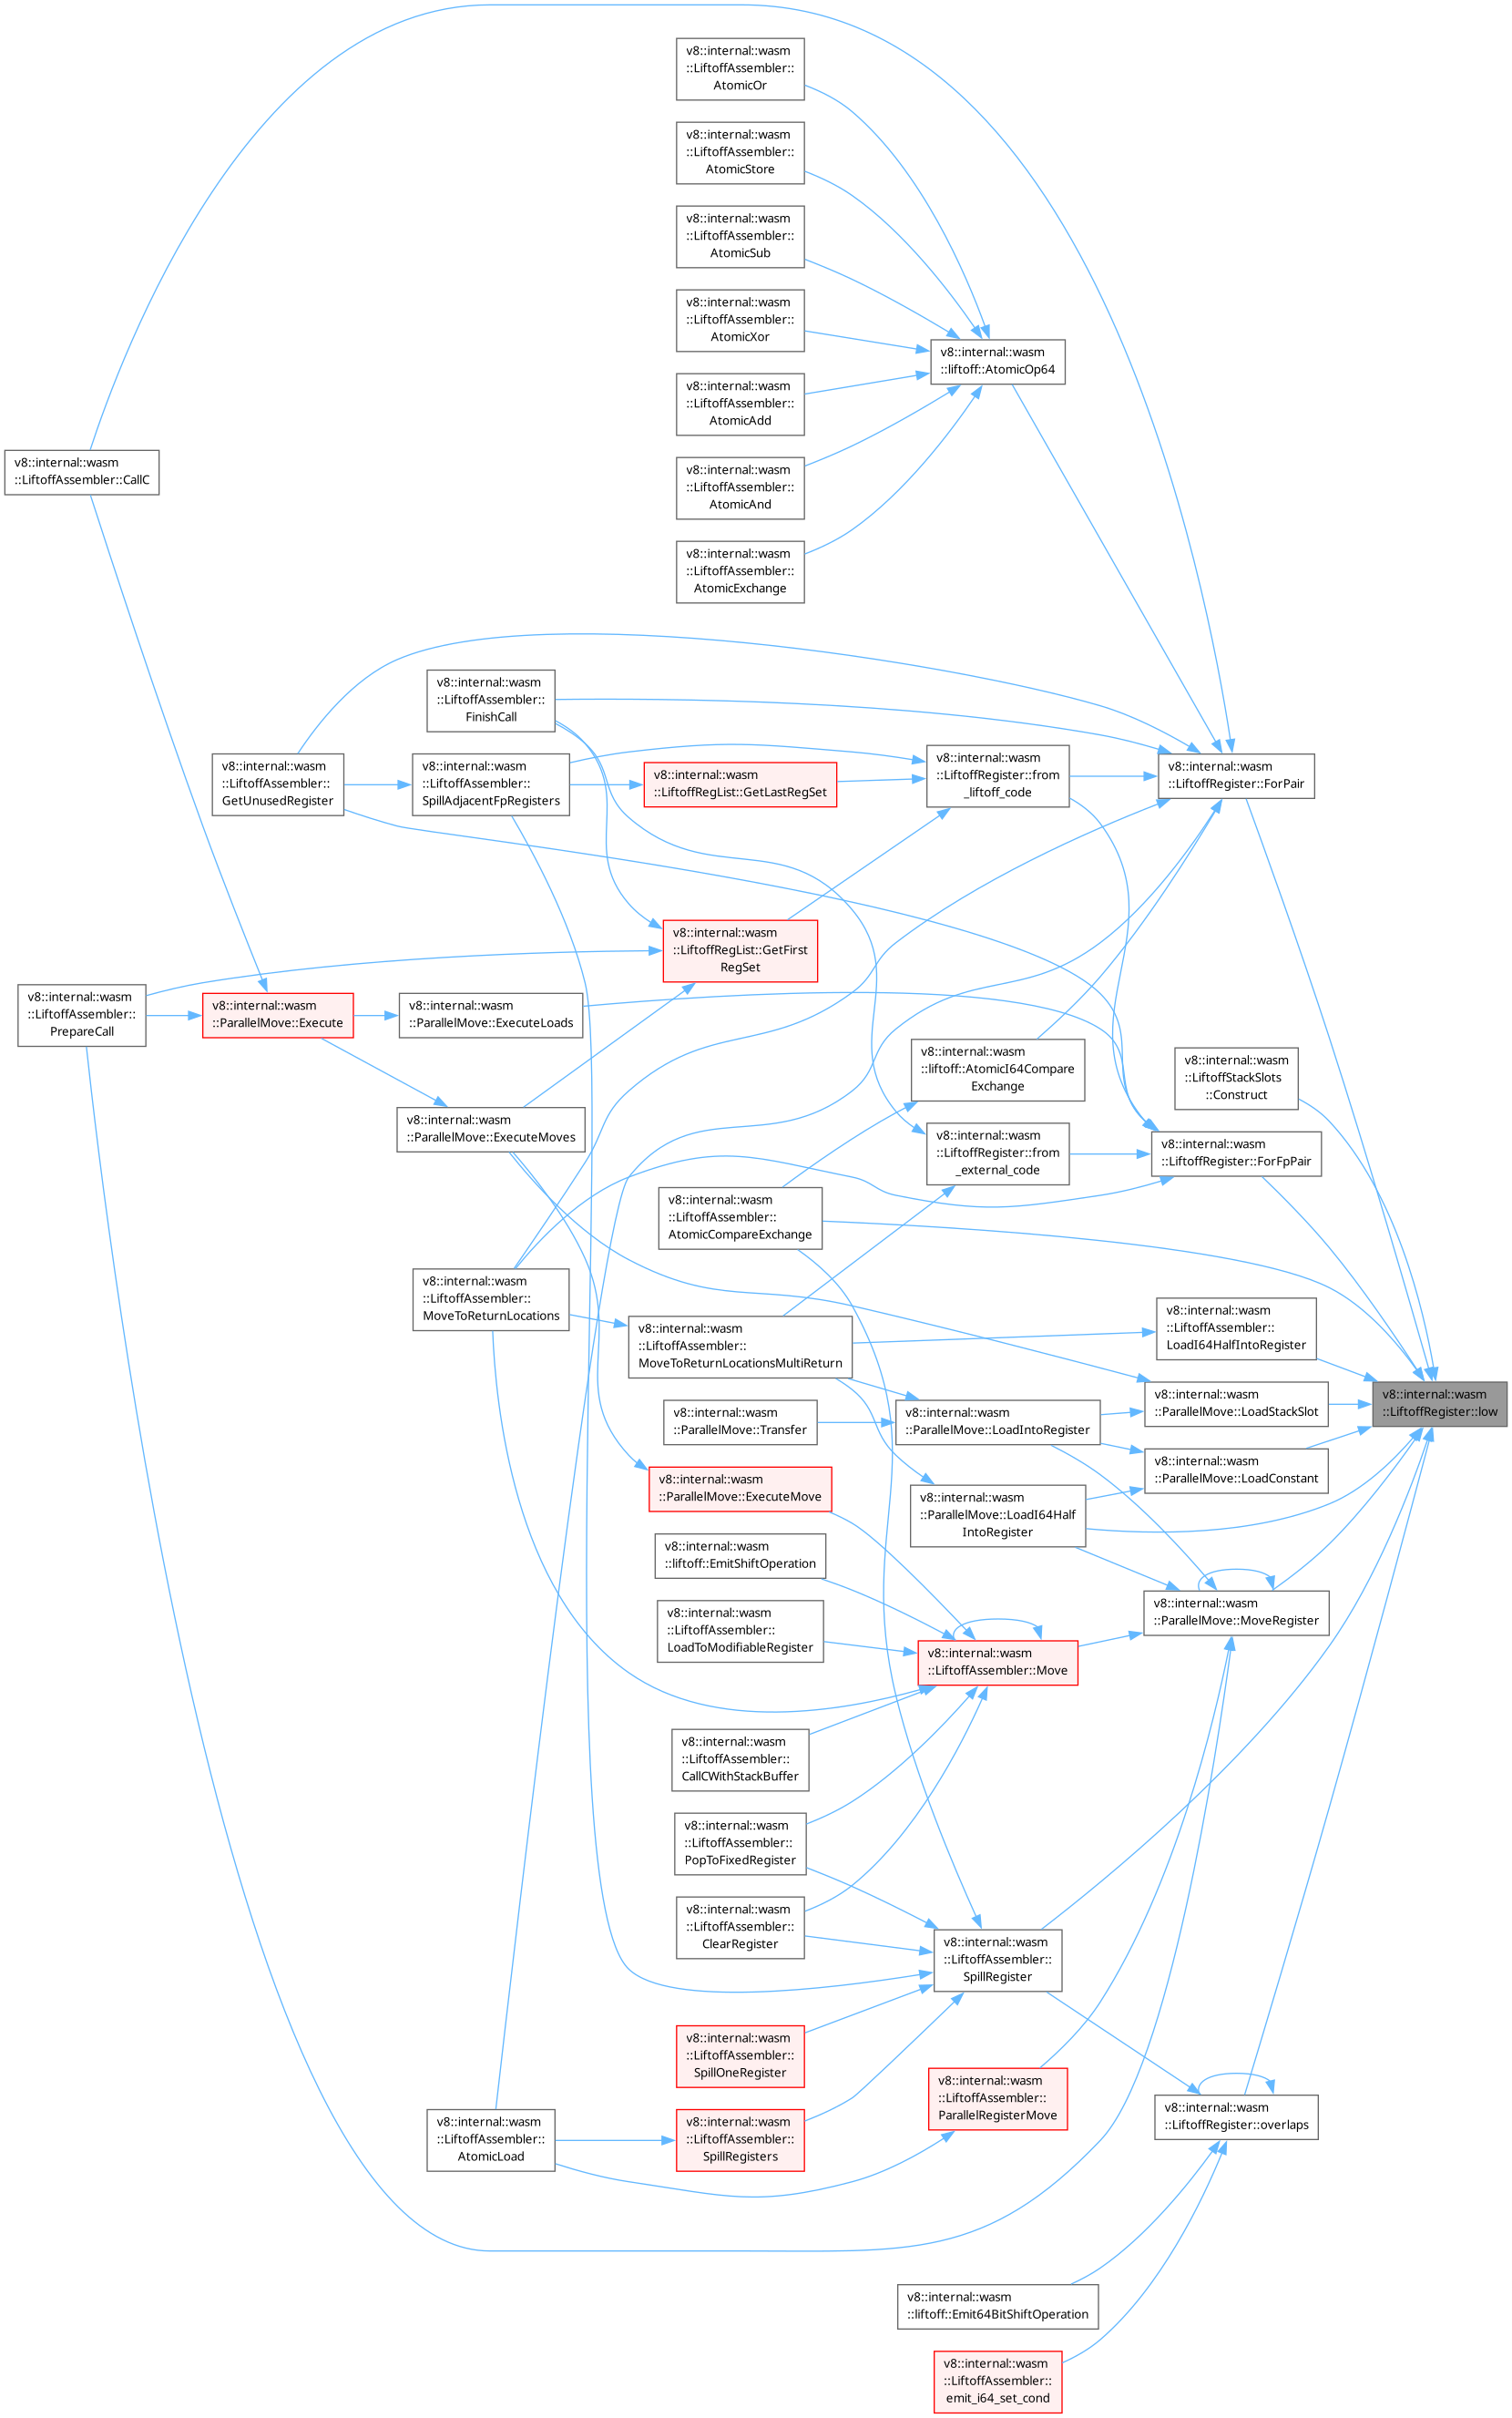 v8::internal::wasm
::LiftoffAssembler::
AtomicOr
v8::internal::wasm
::LiftoffAssembler::
AtomicStore
v8::internal::wasm
::LiftoffAssembler::
AtomicSub
v8::internal::wasm
::LiftoffAssembler::
AtomicXor
v8::internal::wasm
::liftoff::AtomicOp64
v8::internal::wasm
::LiftoffAssembler::
AtomicAdd
v8::internal::wasm
::LiftoffAssembler::CallC
v8::internal::wasm
::LiftoffAssembler::
AtomicAnd
v8::internal::wasm
::LiftoffAssembler::
AtomicExchange
v8::internal::wasm
::LiftoffAssembler::
FinishCall
v8::internal::wasm
::LiftoffAssembler::
GetUnusedRegister
v8::internal::wasm
::LiftoffAssembler::
SpillAdjacentFpRegisters
v8::internal::wasm
::LiftoffRegList::GetLastRegSet
v8::internal::wasm
::LiftoffRegister::from
_liftoff_code
v8::internal::wasm
::LiftoffRegister::ForPair
v8::internal::wasm
::LiftoffRegList::GetFirst
RegSet
v8::internal::wasm
::LiftoffAssembler::
PrepareCall
v8::internal::wasm
::ParallelMove::Execute
v8::internal::wasm
::ParallelMove::ExecuteLoads
v8::internal::wasm
::liftoff::AtomicI64Compare
Exchange
v8::internal::wasm
::LiftoffStackSlots
::Construct
v8::internal::wasm
::ParallelMove::ExecuteMoves
v8::internal::wasm
::LiftoffRegister::from
_external_code
v8::internal::wasm
::LiftoffRegister::ForFpPair
v8::internal::wasm
::LiftoffAssembler::
AtomicCompareExchange
v8::internal::wasm
::LiftoffAssembler::
MoveToReturnLocations
v8::internal::wasm
::LiftoffAssembler::
MoveToReturnLocationsMultiReturn
v8::internal::wasm
::LiftoffAssembler::
LoadI64HalfIntoRegister
v8::internal::wasm
::LiftoffRegister::low
v8::internal::wasm
::ParallelMove::LoadStackSlot
v8::internal::wasm
::ParallelMove::Transfer
v8::internal::wasm
::ParallelMove::LoadIntoRegister
v8::internal::wasm
::ParallelMove::LoadConstant
v8::internal::wasm
::ParallelMove::ExecuteMove
v8::internal::wasm
::ParallelMove::LoadI64Half
IntoRegister
v8::internal::wasm
::liftoff::EmitShiftOperation
v8::internal::wasm
::ParallelMove::MoveRegister
v8::internal::wasm
::LiftoffAssembler::
LoadToModifiableRegister
v8::internal::wasm
::LiftoffAssembler::Move
v8::internal::wasm
::LiftoffAssembler::
CallCWithStackBuffer
v8::internal::wasm
::LiftoffAssembler::
PopToFixedRegister
v8::internal::wasm
::LiftoffAssembler::
ClearRegister
v8::internal::wasm
::LiftoffAssembler::
SpillRegister
v8::internal::wasm
::LiftoffAssembler::
SpillOneRegister
v8::internal::wasm
::LiftoffAssembler::
ParallelRegisterMove
v8::internal::wasm
::LiftoffRegister::overlaps
v8::internal::wasm
::LiftoffAssembler::
AtomicLoad
v8::internal::wasm
::LiftoffAssembler::
SpillRegisters
v8::internal::wasm
::liftoff::Emit64BitShiftOperation
v8::internal::wasm
::LiftoffAssembler::
emit_i64_set_cond